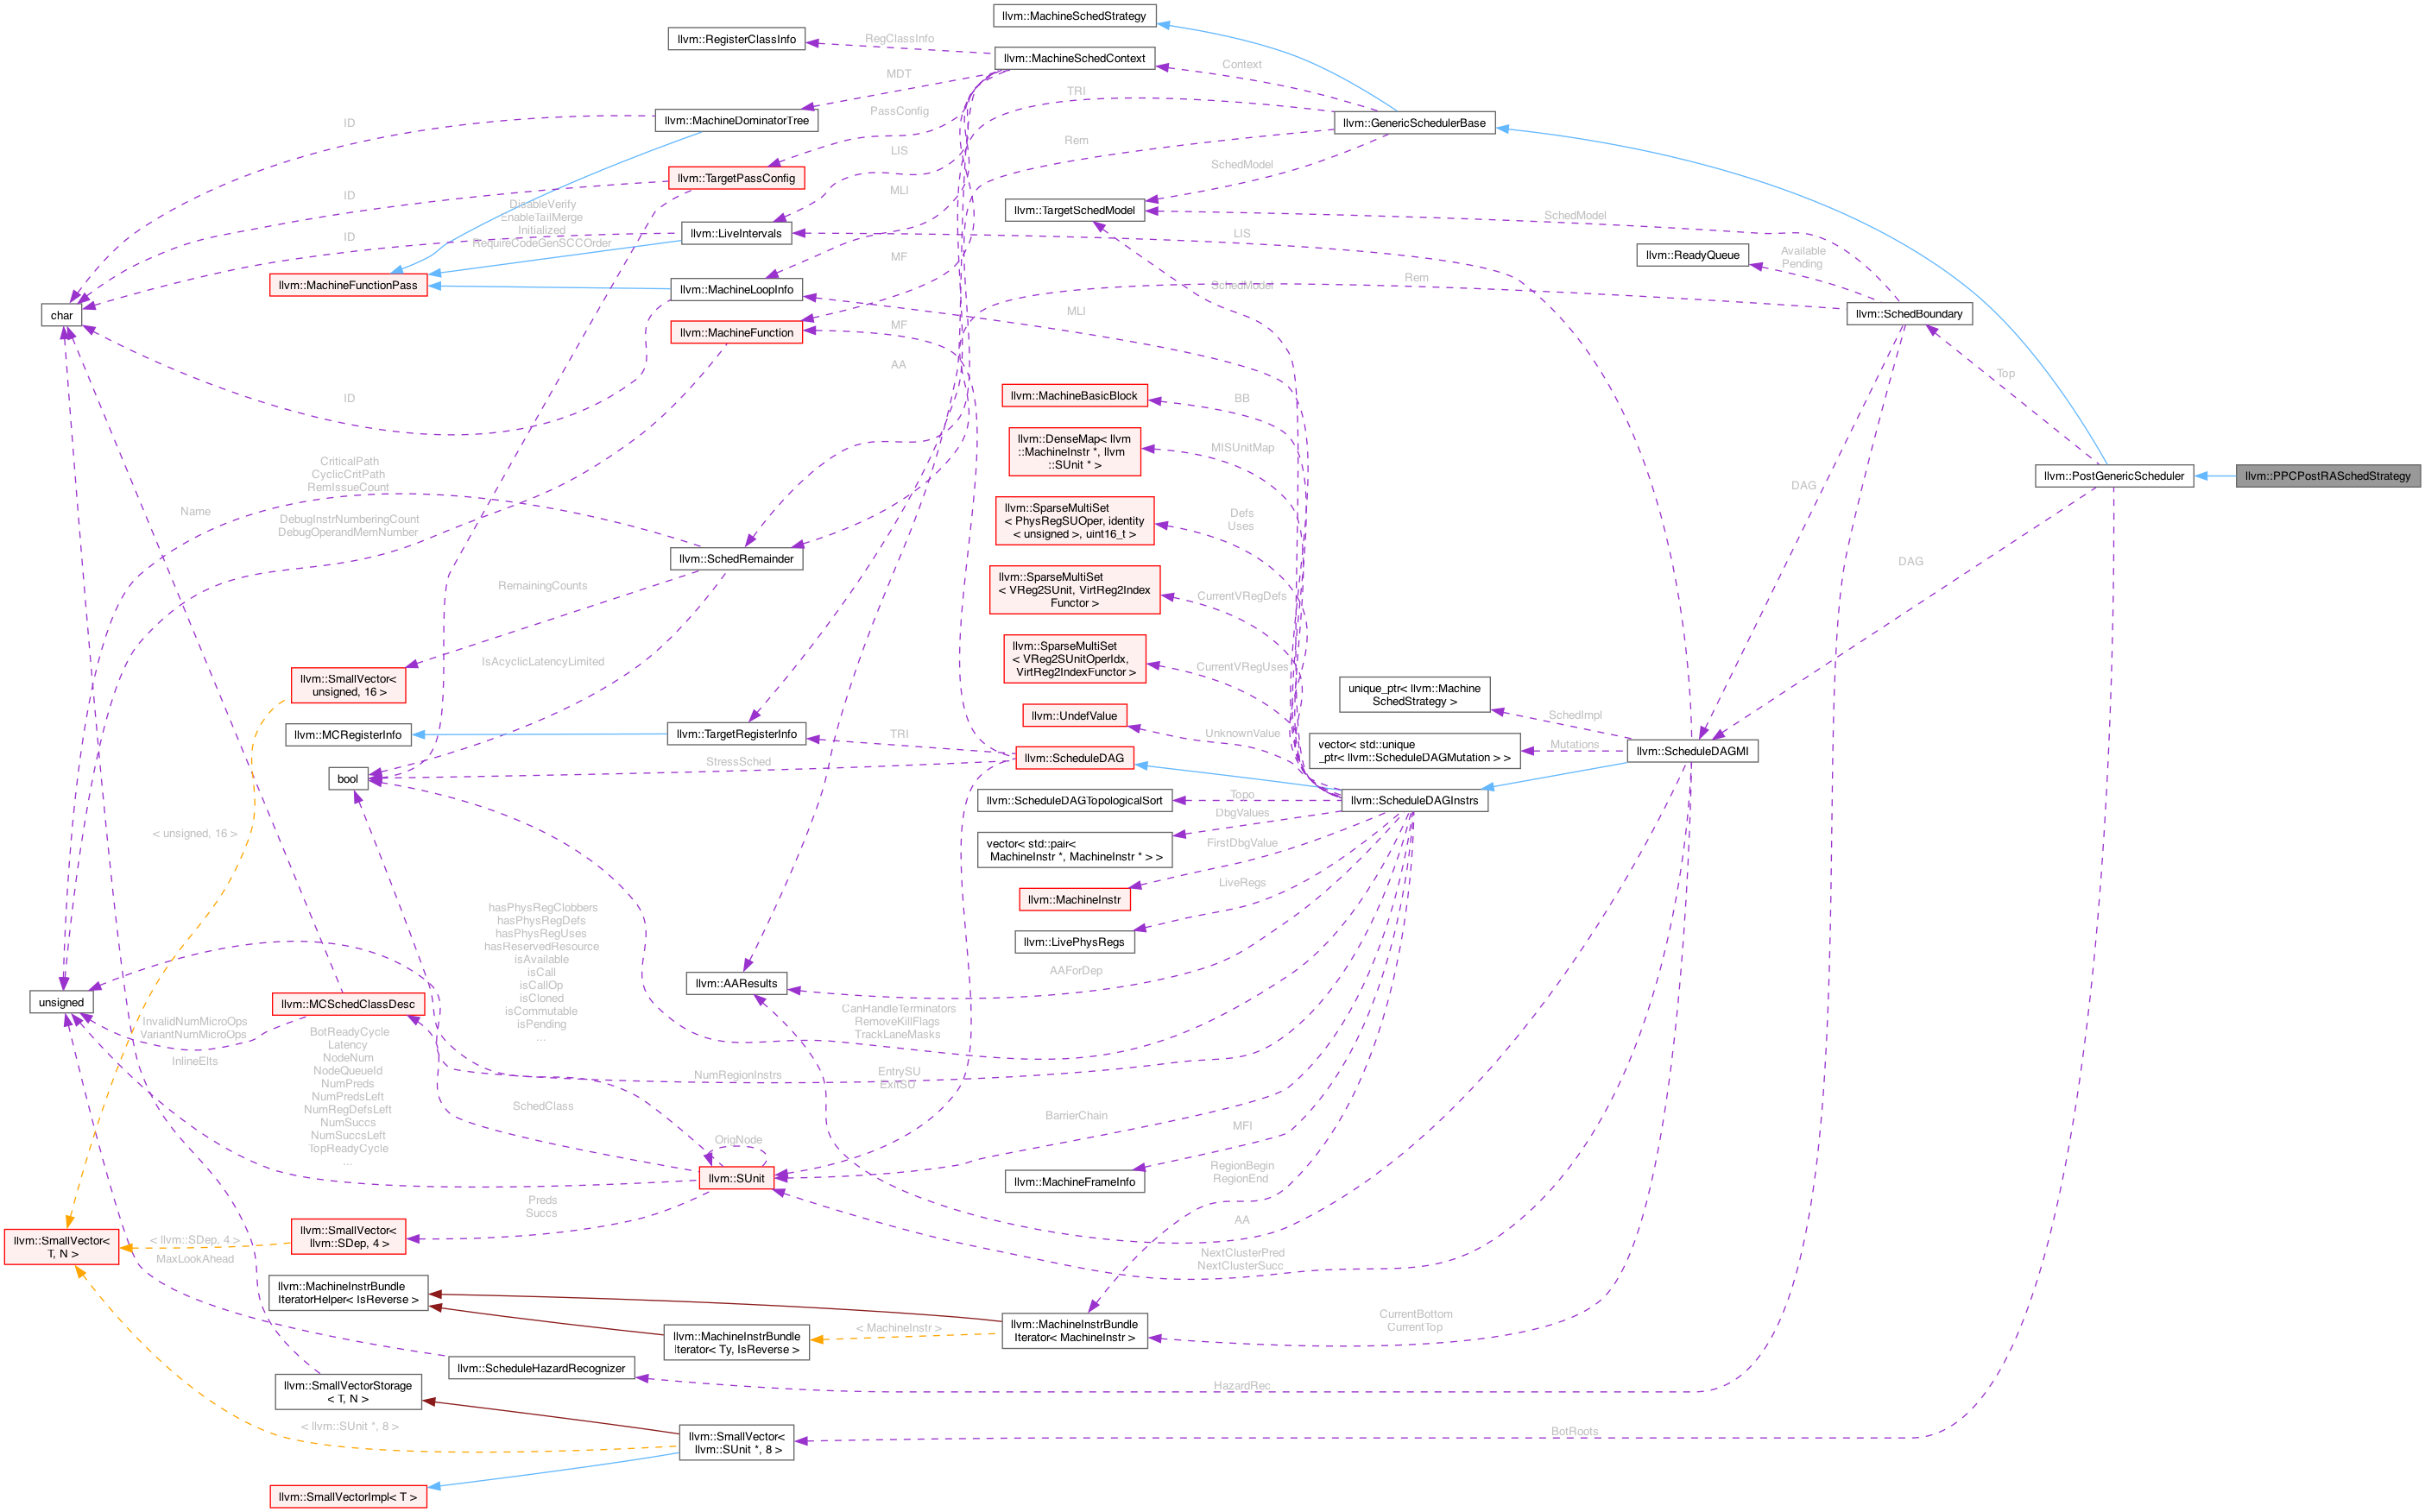 llvm::MachineSchedStrategy
llvm::RegisterClassInfo
RegClassInfo
llvm::MachineSchedContext
Context
MDT
TRI
PassConfig
llvm::MachineDominatorTree
llvm::GenericSchedulerBase
ID
LIS
Rem
SchedModel
llvm::TargetPassConfig
ID
MLI
DisableVerify
EnableTailMerge
Initialized
RequireCodeGenSCCOrder
llvm::TargetSchedModel
SchedModel
ID
llvm::LiveIntervals
LIS
llvm::ReadyQueue
Available
Pending
MF
llvm::MachineFunctionPass
llvm::MachineLoopInfo
SchedModel
Rem
char
MLI
llvm::SchedBoundary
llvm::MachineFunction
MF
AA
Top
ID
llvm::MachineBasicBlock
BB
llvm::DenseMap< llvm
::MachineInstr *, llvm
::SUnit * >
MISUnitMap
CriticalPath
CyclicCritPath
RemIssueCount
DAG
llvm::PostGenericScheduler
llvm::PPCPostRASchedStrategy
Name
DebugInstrNumberingCount
DebugOperandMemNumber
llvm::SparseMultiSet
< PhysRegSUOper, identity
< unsigned >, uint16_t >
Defs
Uses
llvm::SchedRemainder
DAG
RemainingCounts
llvm::SparseMultiSet
< VReg2SUnit, VirtReg2Index
Functor >
CurrentVRegDefs
IsAcyclicLatencyLimited
llvm::SparseMultiSet
< VReg2SUnitOperIdx,
VirtReg2IndexFunctor >
CurrentVRegUses
llvm::SmallVector<
unsigned, 16 >
unique_ptr< llvm::Machine
SchedStrategy >
SchedImpl
llvm::UndefValue
UnknownValue
llvm::MCRegisterInfo
llvm::TargetRegisterInfo
TRI
vector< std::unique
_ptr< llvm::ScheduleDAGMutation > >
Mutations
llvm::ScheduleDAGMI
StressSched
llvm::ScheduleDAG
bool
llvm::ScheduleDAGTopologicalSort
Topo
llvm::ScheduleDAGInstrs
DbgValues
< unsigned, 16 >
vector< std::pair<
MachineInstr *, MachineInstr * > >
FirstDbgValue
LiveRegs
llvm::MachineInstr
hasPhysRegClobbers
hasPhysRegDefs
hasPhysRegUses
hasReservedResource
isAvailable
isCall
isCallOp
isCloned
isCommutable
isPending
...
llvm::LivePhysRegs
AAForDep
llvm::AAResults
unsigned
llvm::MCSchedClassDesc
CanHandleTerminators
RemoveKillFlags
TrackLaneMasks
InvalidNumMicroOps
VariantNumMicroOps
InlineElts
BotReadyCycle
Latency
NodeNum
NodeQueueId
NumPreds
NumPredsLeft
NumRegDefsLeft
NumSuccs
NumSuccsLeft
TopReadyCycle
...
NumRegionInstrs
EntrySU
ExitSU
SchedClass
BarrierChain
MFI
OrigNode
llvm::SUnit
RegionBegin
RegionEnd
llvm::MachineFrameInfo
Preds
Succs
AA
llvm::SmallVector<
T, N >
< llvm::SDep, 4 >
llvm::SmallVector<
llvm::SDep, 4 >
MaxLookAhead
NextClusterPred
NextClusterSucc
llvm::MachineInstrBundle
IteratorHelper< IsReverse >
llvm::MachineInstrBundle
Iterator< Ty, IsReverse >
< MachineInstr >
llvm::MachineInstrBundle
Iterator< MachineInstr >
CurrentBottom
CurrentTop
llvm::ScheduleHazardRecognizer
HazardRec
llvm::SmallVectorStorage
< T, N >
< llvm::SUnit *, 8 >
llvm::SmallVector<
llvm::SUnit *, 8 >
BotRoots
llvm::SmallVectorImpl< T >